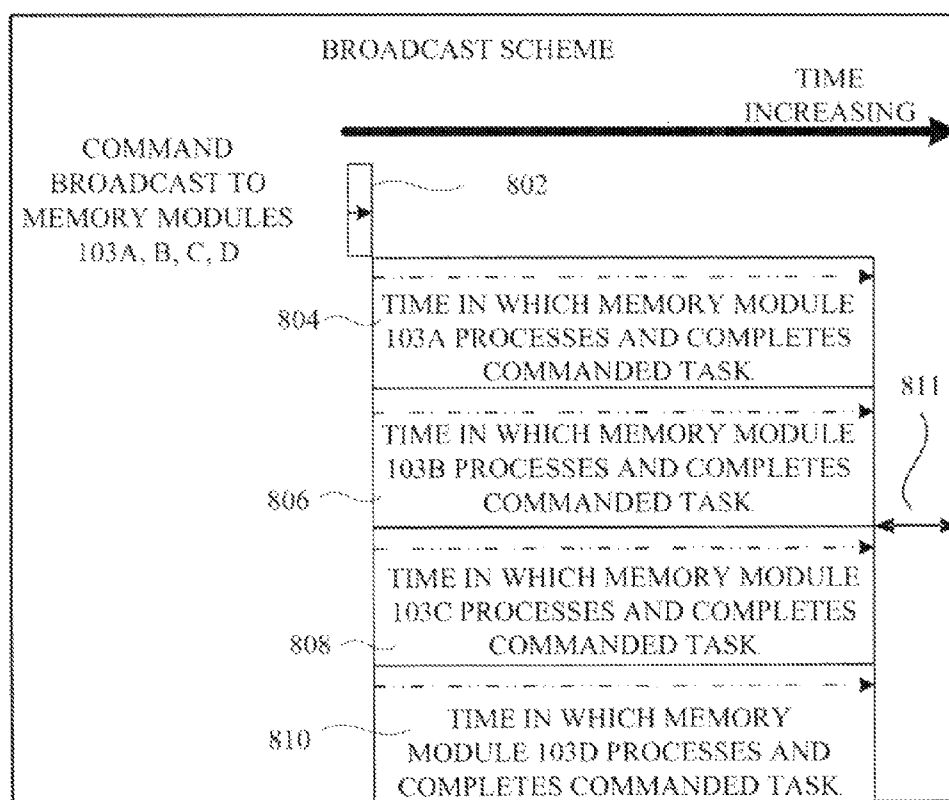 BROADCAST SCHEME
TIME
INCREASING
COMMAND
BROADCAST TO
MEMORY MODULES
103A, B, C, D
802
804
TIME IN WHICH MEMORY MODULE
103A PROCESSES AND COMPLETES
COMMANDED TASK
811
806
TIME IN WHICH MEMORY MODULE
103B PROCESSES AND COMPLETES
COMMANDED TASK
808
TIME IN WHICH MEMORY MODULE
103C PROCESSES AND COMPLETES
COMMANDED TASK
810
TIME IN WHICH MEMORY
MODULE 103D PROCESSES AND
COMPLETES COMMANDED TASK